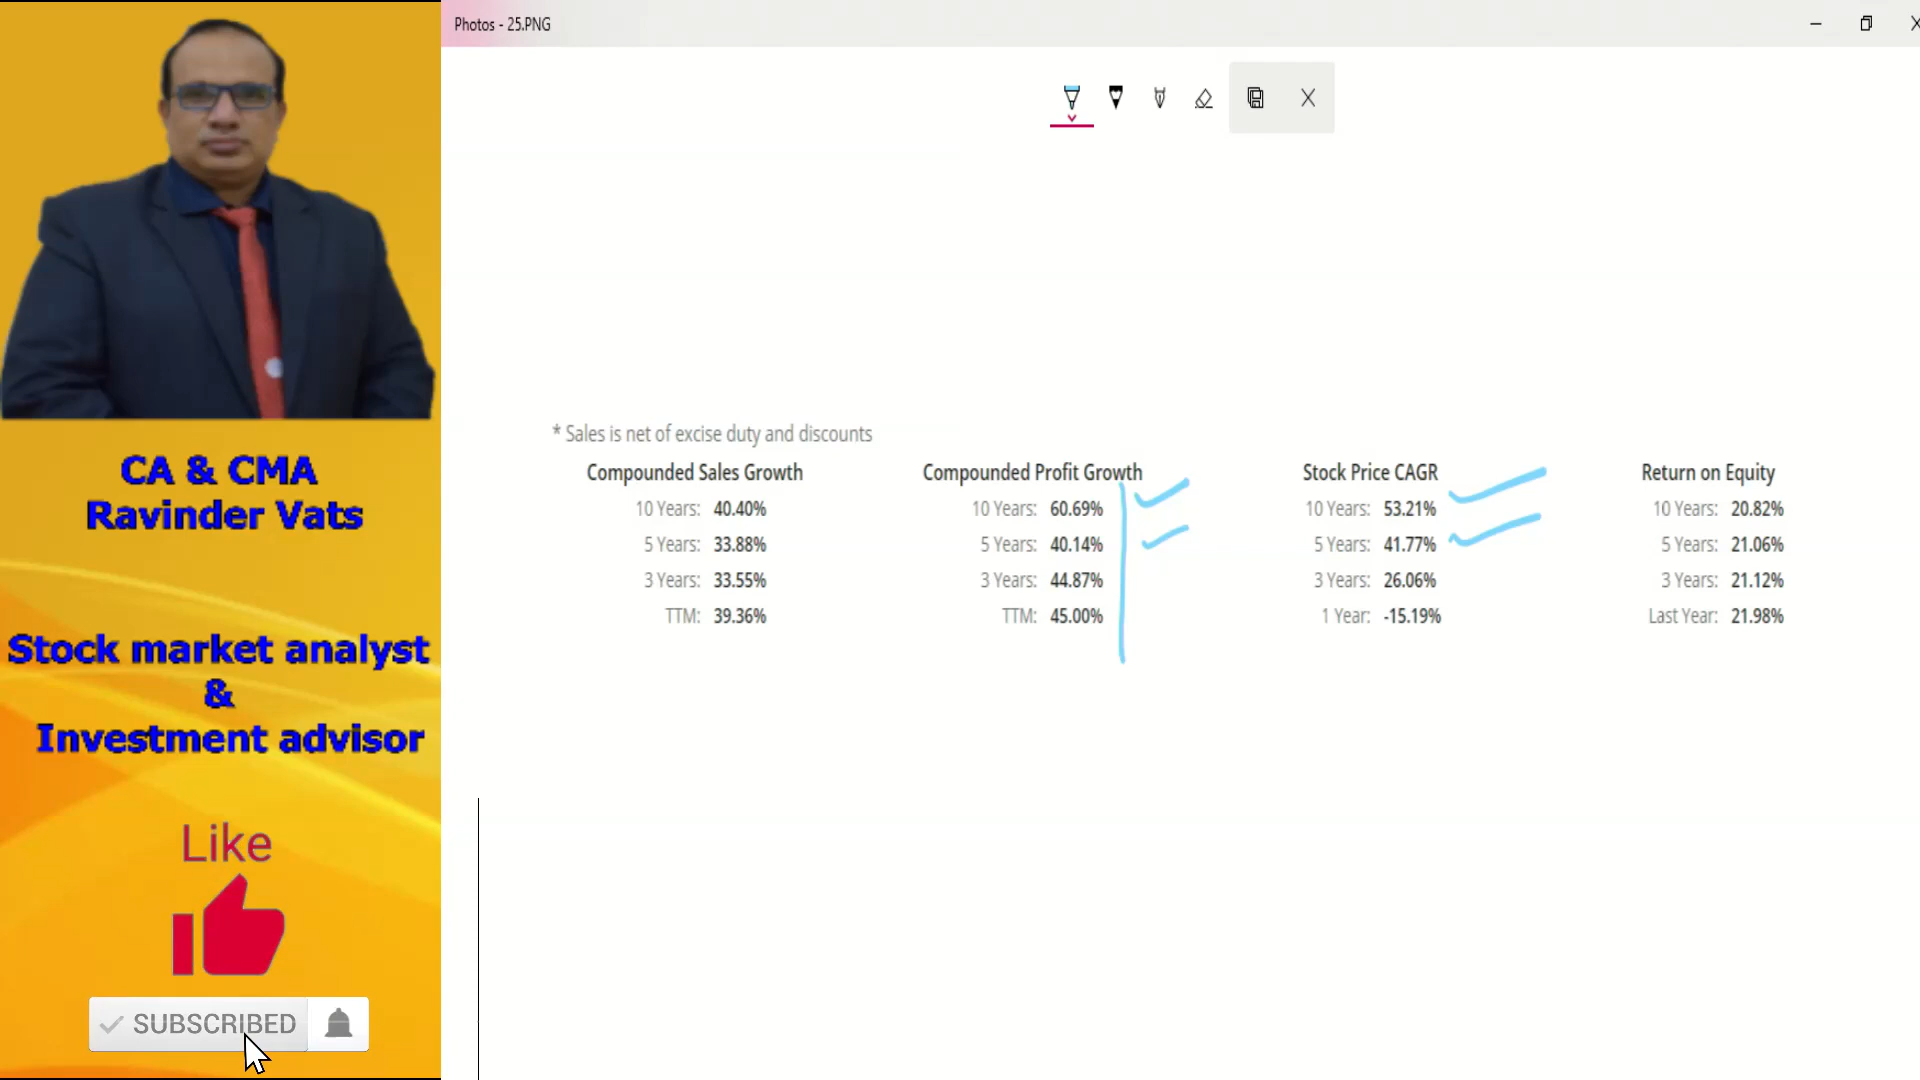 Photos - 25.PNG
CA & CMA
Ravinder Vats
Stock market analyst
&
Investment advisor
Like
SUBSCRIBED
* Sales is net of excise duty and discounts
Compounded Sales Growth
10 Years: 40.40%
5 Years: 33.88%
3 Years: 33.55%
TTM: 39.36%
Compounded Profit Growth
10 Years: 60.69%
5 Years: 40.14%
3 Years: 44.87%
TTM: 45.00%
Stock Price CAGR
10 Years: 53.21%
5 Years: 41.77%
3 Years: 26.06%
1 Year: -15.19%
Return on Equity
10 Years: 20.82%
5 Years: 21.06%
3 Years: 21.12%
Last Year: 21.98%